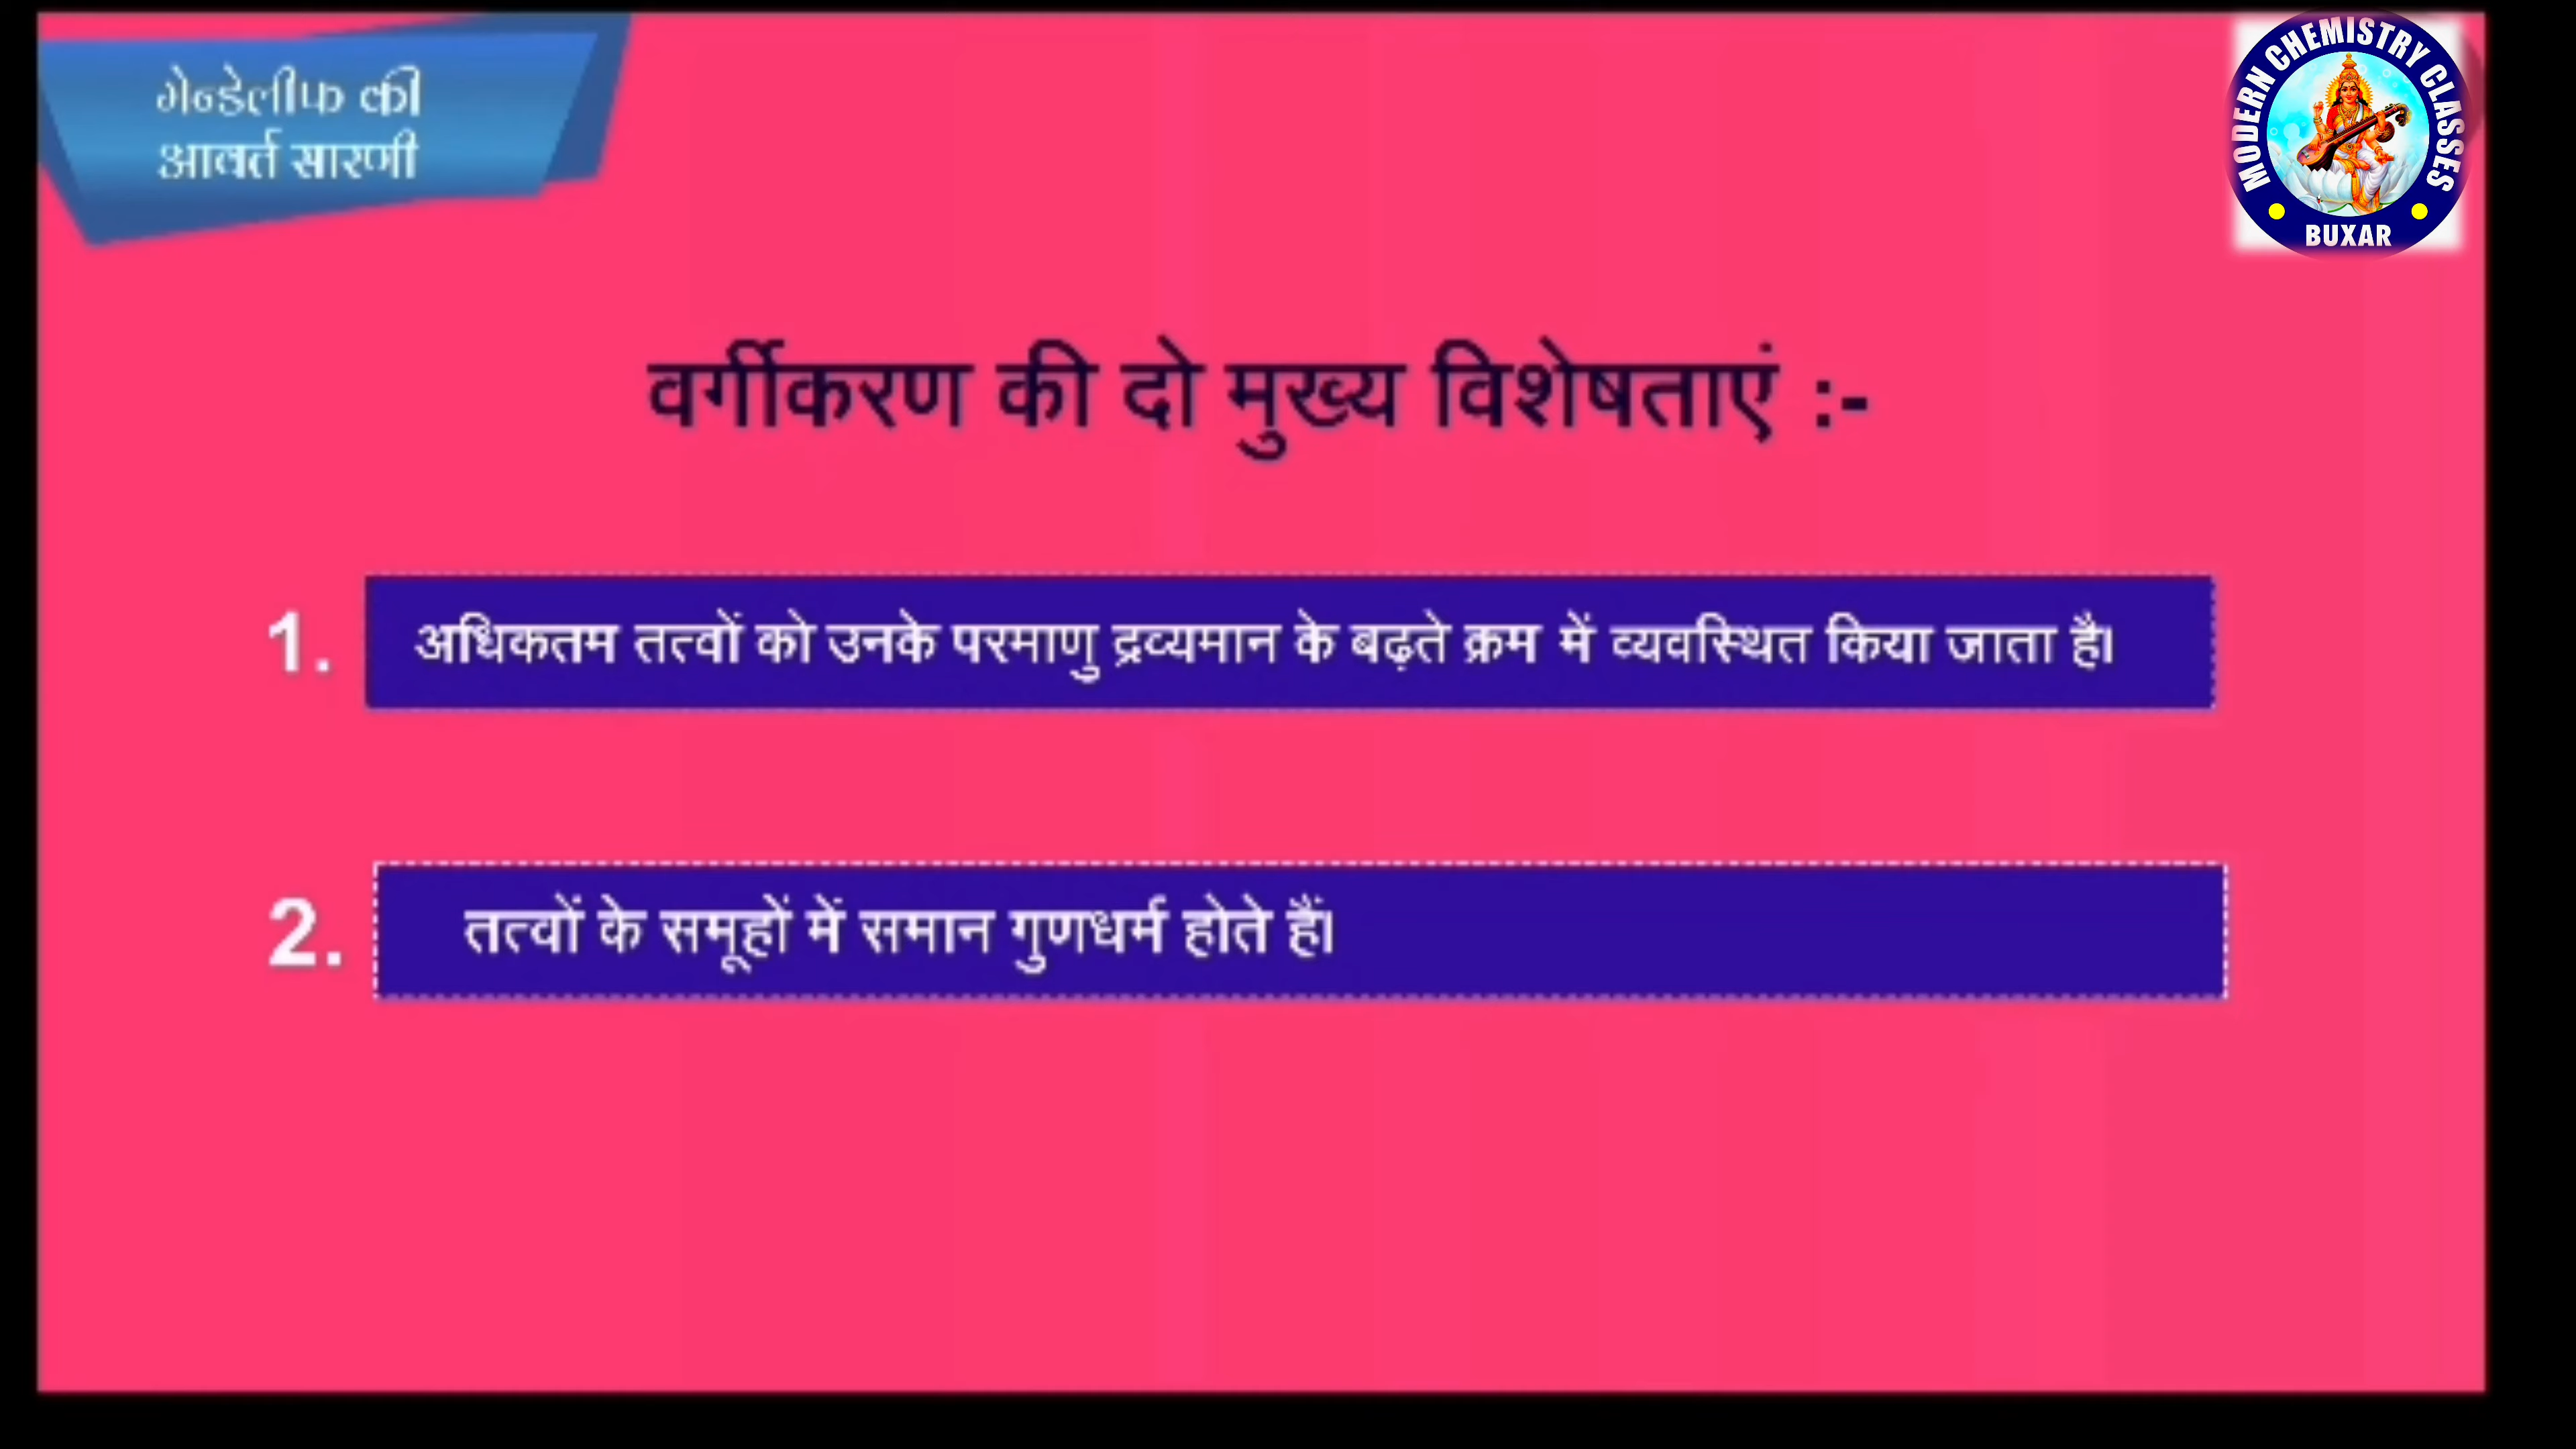 मेन्डेलीफ की
आवर्त सारणी
MODERN CHEMISTRY CLASSES
BUXAR
वर्गीकरण की दो मुख्य विशेषताएं :-
1. अधिकतम तत्वों को उनके परमाणु द्रव्यमान के बढ़ते क्रम में व्यवस्थित किया जाता है।
2. तत्वों के समूहों में समान गुणधर्म होते हैं।